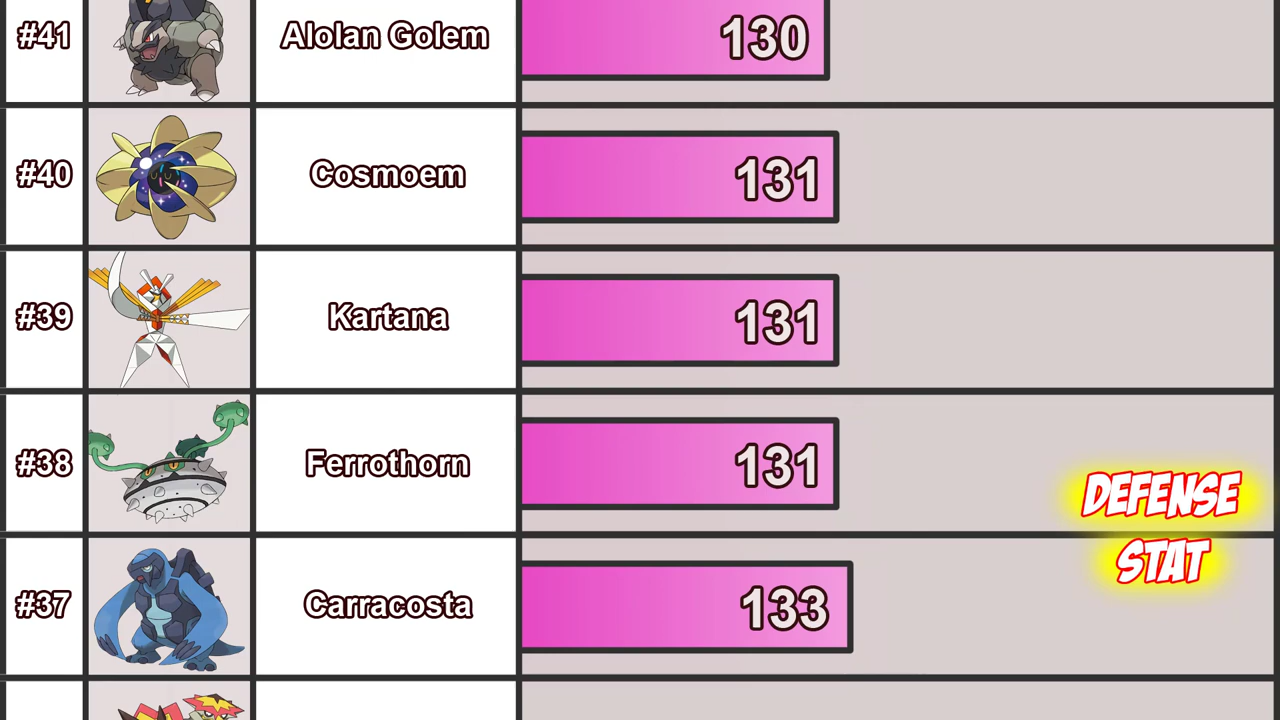 #41 Alolan Golem 130
#40 Cosmoem 131
#39 Kartana 131
#38 Ferrothorn 131
DEFENSE
STAT
#37 Carracosta 133